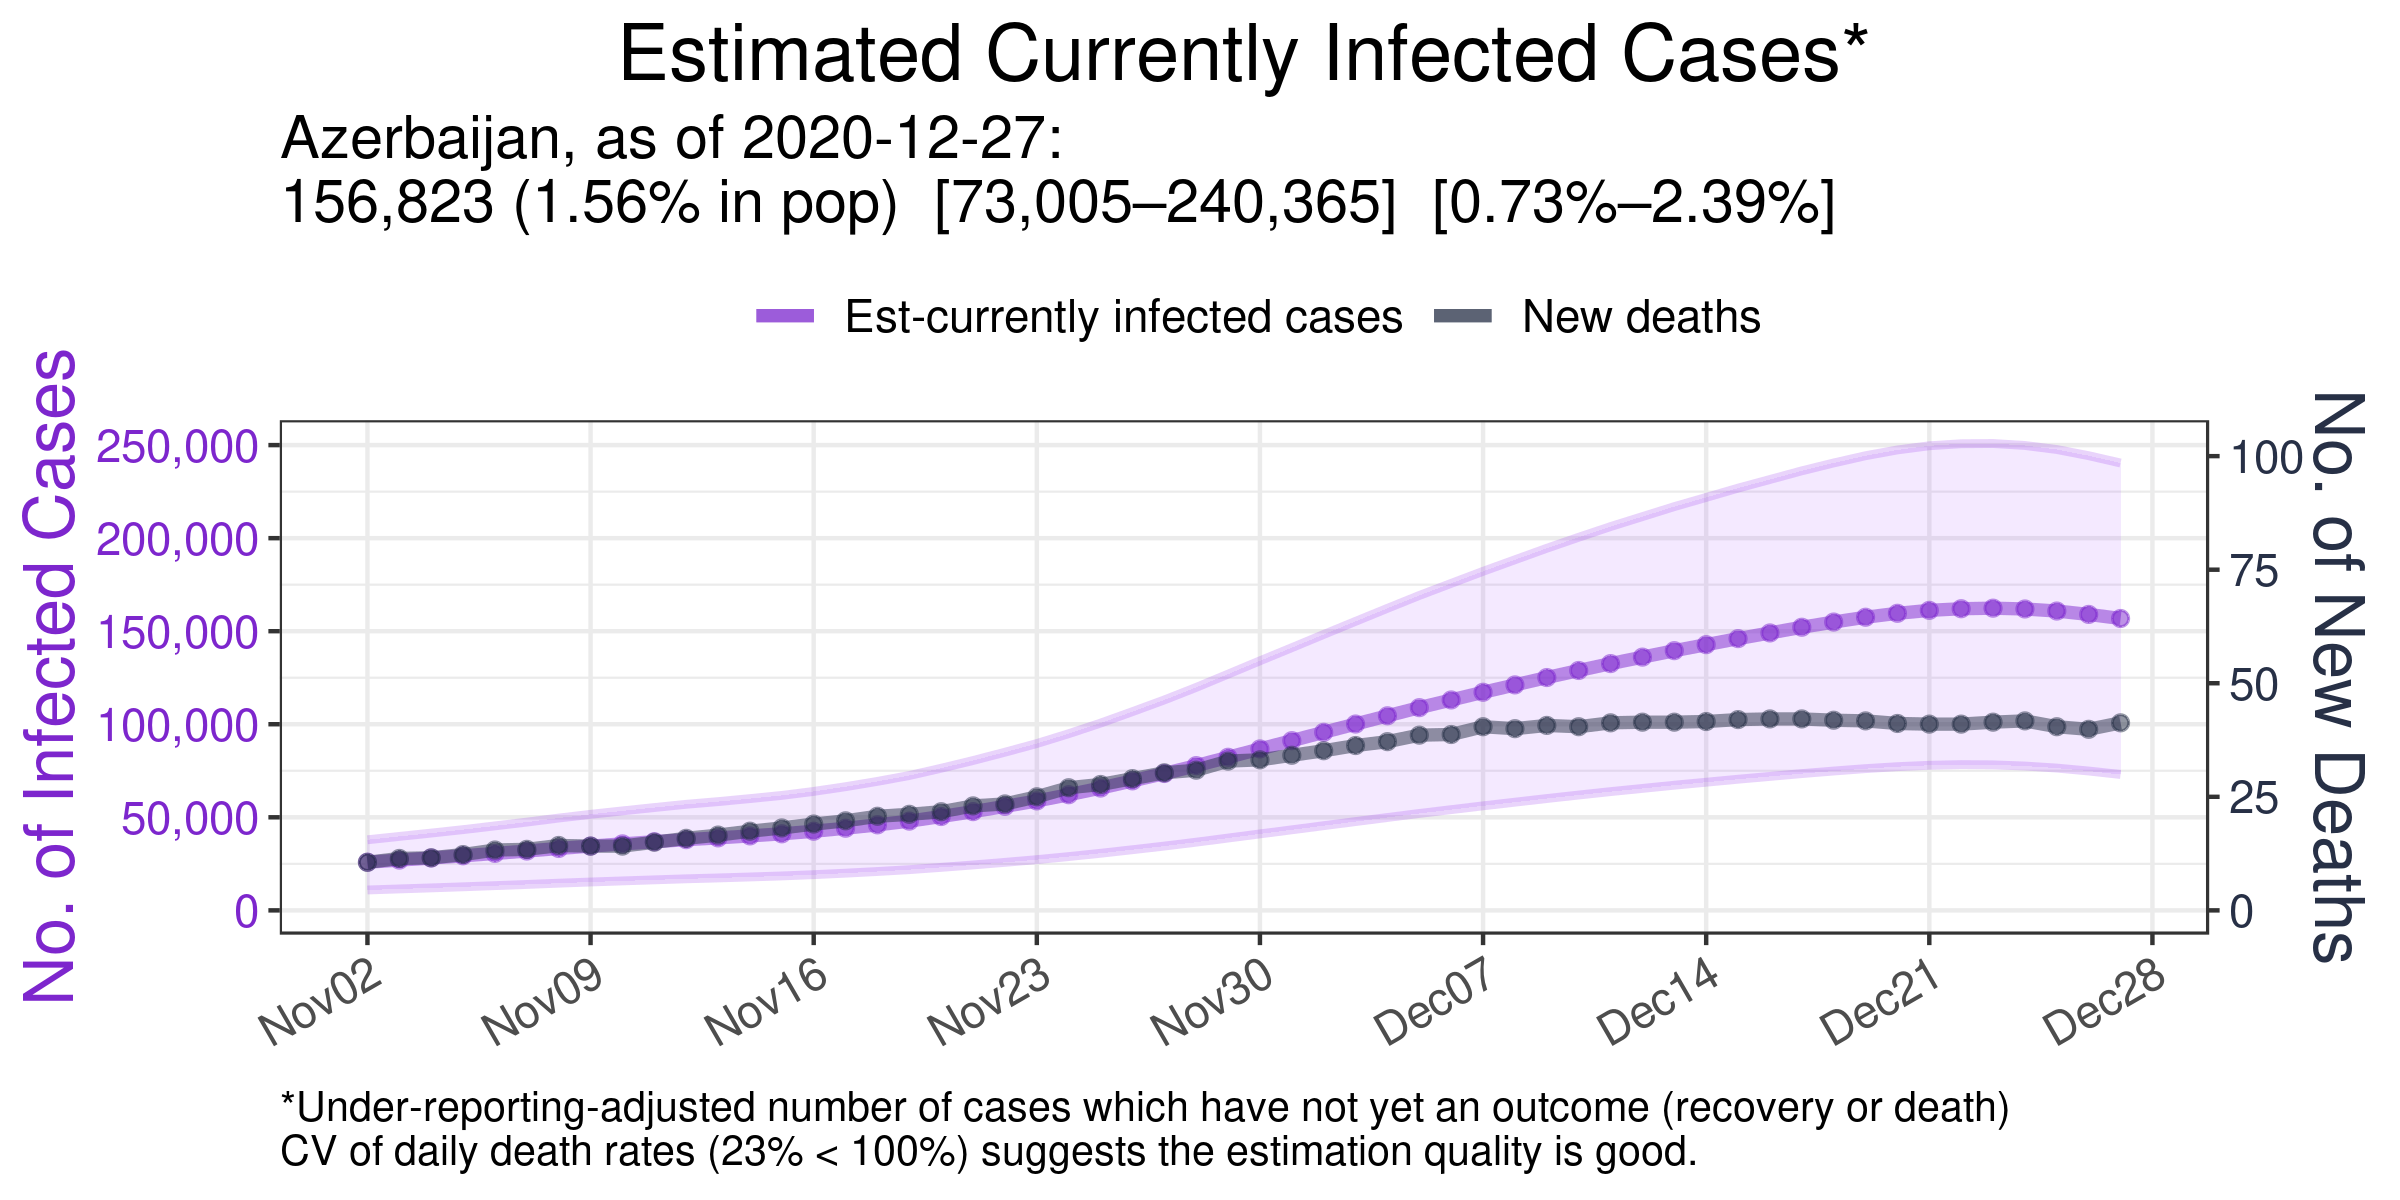 Estimated Currently Infected Cases*
Azerbaijan, as of 2020-12-27:
156,823 (1.56% in pop)  [73,005–240,365]  [0.73%–2.39%]
Est-currently infected cases
New deaths
No. of Infected Cases
250,000
200,000
150,000
100,000
50,000
0
100
75
50
25
0
No. of New Deaths
Nov02
Nov09
Nov16
Nov23
Nov30
Dec07
Dec14
Dec21
Dec28
*Under-reporting-adjusted number of cases which have not yet an outcome (recovery or death)
CV of daily death rates (23% < 100%) suggests the estimation quality is good.